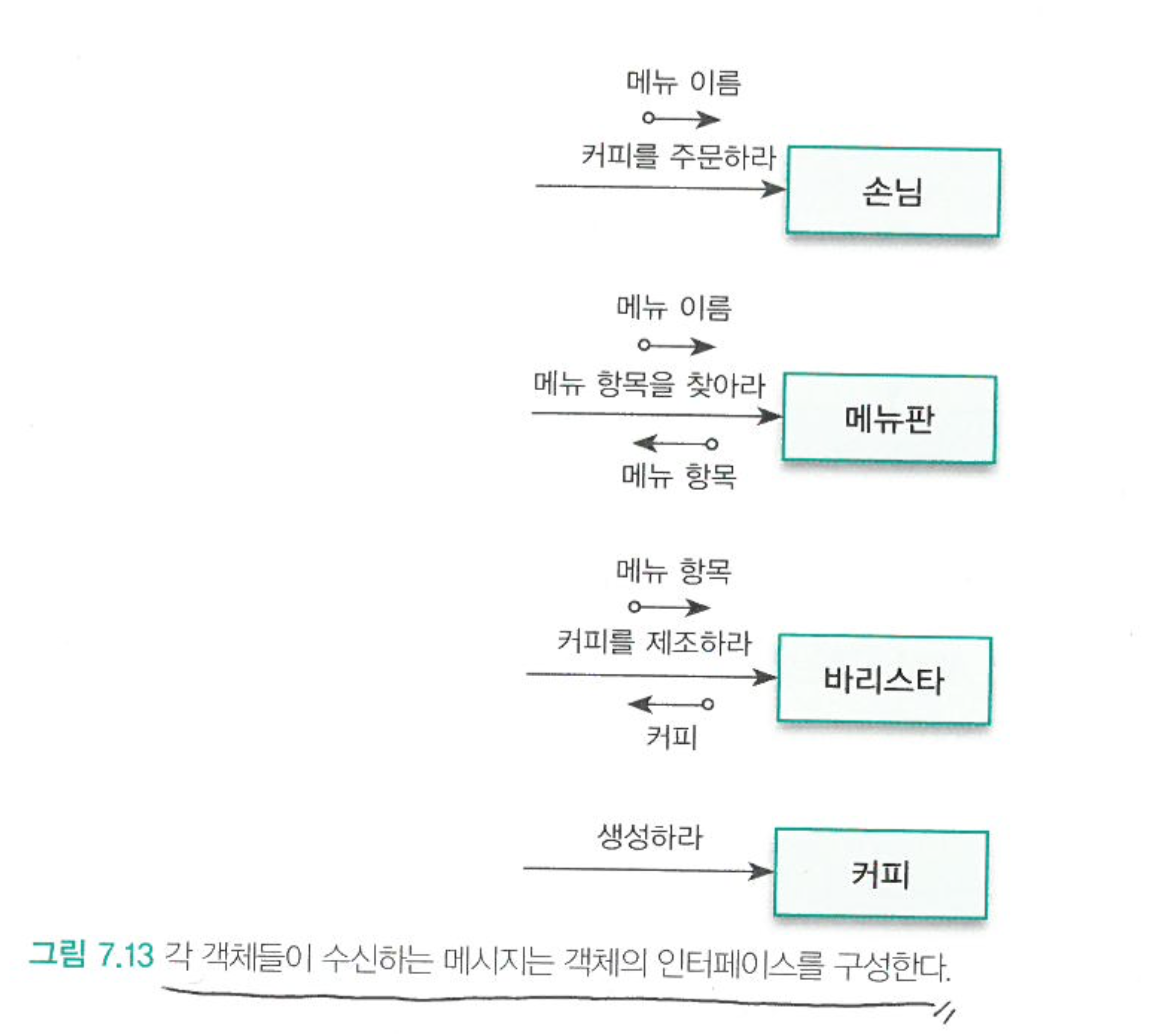 메뉴 이름
커피를 주문하라
손님
메뉴 이름
메뉴 항목을 찾아라
메뉴판
메뉴 항목
메뉴 항목
커피를 제조하라
바리스타
커피
생성하라
커피
그림 7.13 각 객체들이 수신하는 메시지는 객체의 인터페이스를 구성한다.